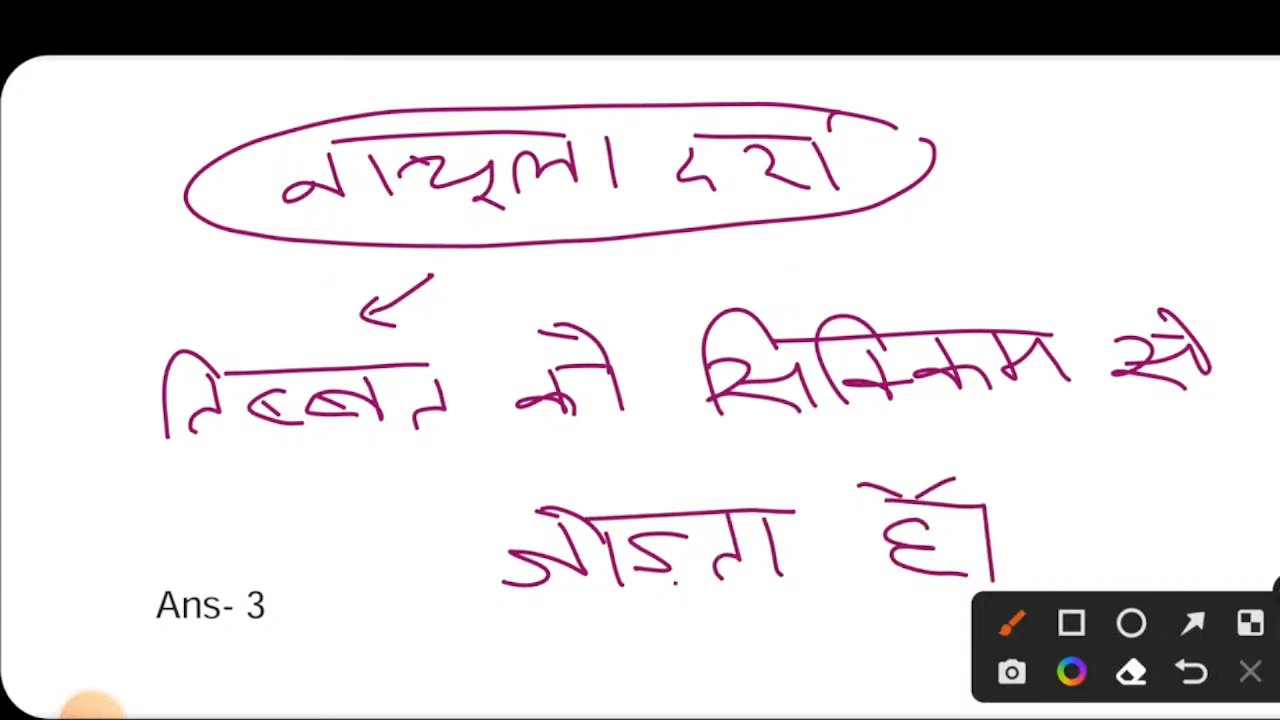 नाथूला दर्रा
तिब्बत को सिक्किम से
जोड़ता है।
Ans- 3